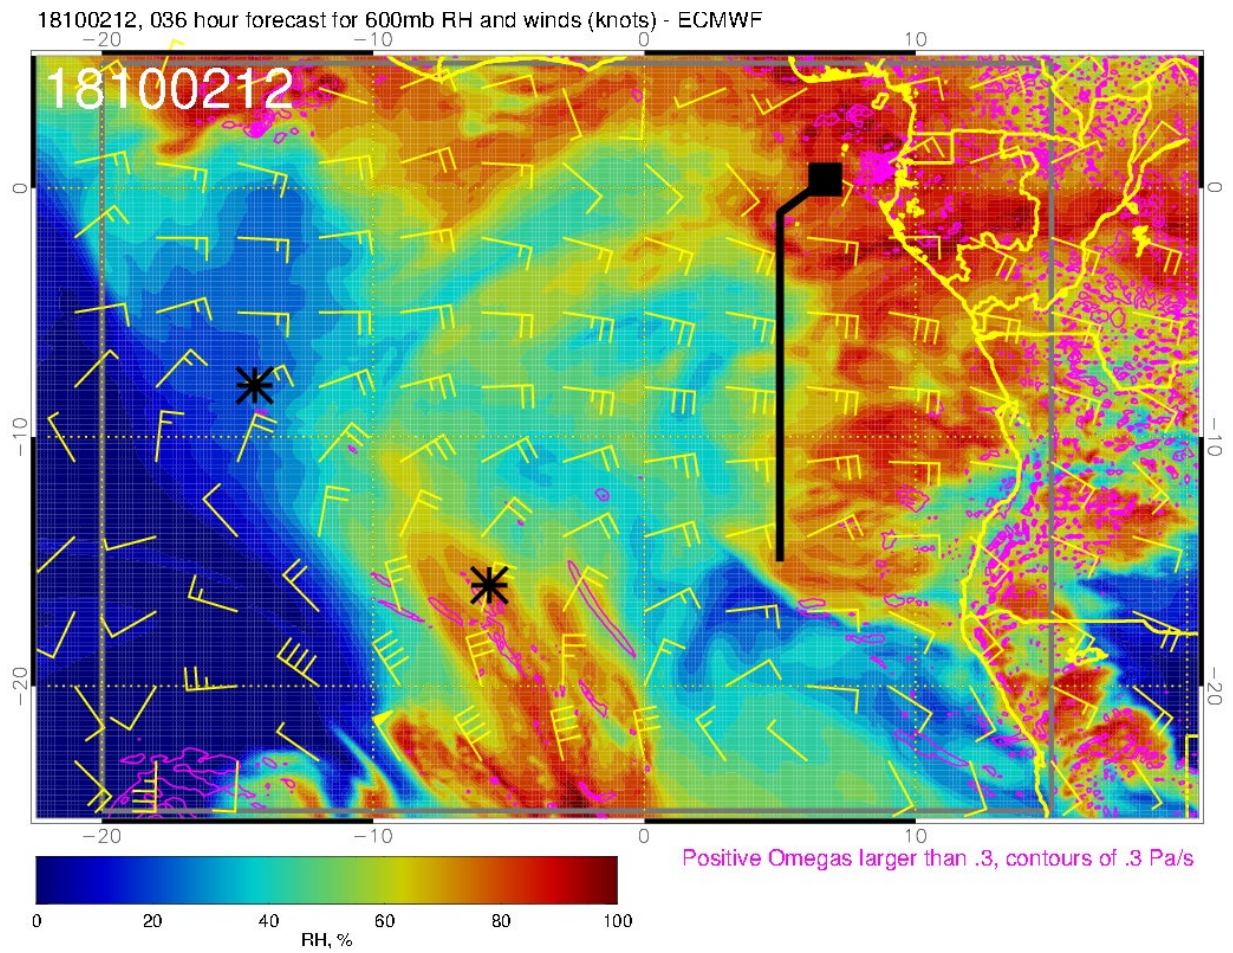 18100212, 036 hour forecast for 600mb RH and winds (knots) - ECMWF
−20 −10 0 10
18100212
0 0
−10 −10
−20 −20
−20 −10 0 10
Positive Omegas larger than .3, contours of .3 Pa/s
0 20 40 60 80 100
RH, %